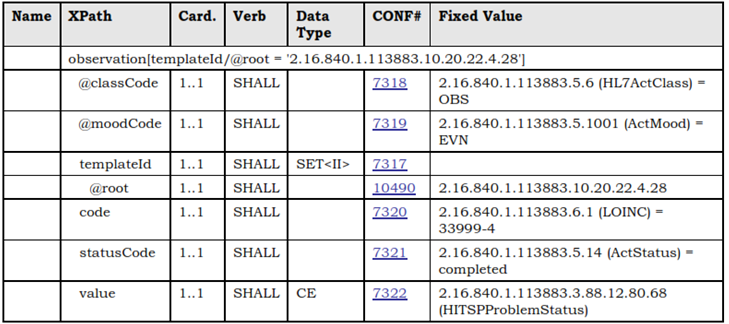 Name XPath Card. Verb Data Type CONF# Fixed Value
observation[templateId/@root = '2.16.840.1.113883.10.20.22.4.28']
@classCode 1..1 SHALL 7318 2.16.840.1.113883.5.6 (HL7ActClass) =
OBS
@moodCode 1..1 SHALL 7319 2.16.840.1.113883.5.1001 (ActMood) =
EVN
templateId 1..1 SHALL SET<II> 7317
@root 1..1 SHALL 10490 2.16.840.1.113883.10.20.22.4.28
code 1..1 SHALL 7320 2.16.840.1.113883.6.1 (LOINC) =
33999-4
statusCode 1..1 SHALL 7321 2.16.840.1.113883.5.14 (ActStatus) =
completed
value 1..1 SHALL CE 7322 2.16.840.1.113883.3.88.12.80.68
(HITSPProblemStatus)